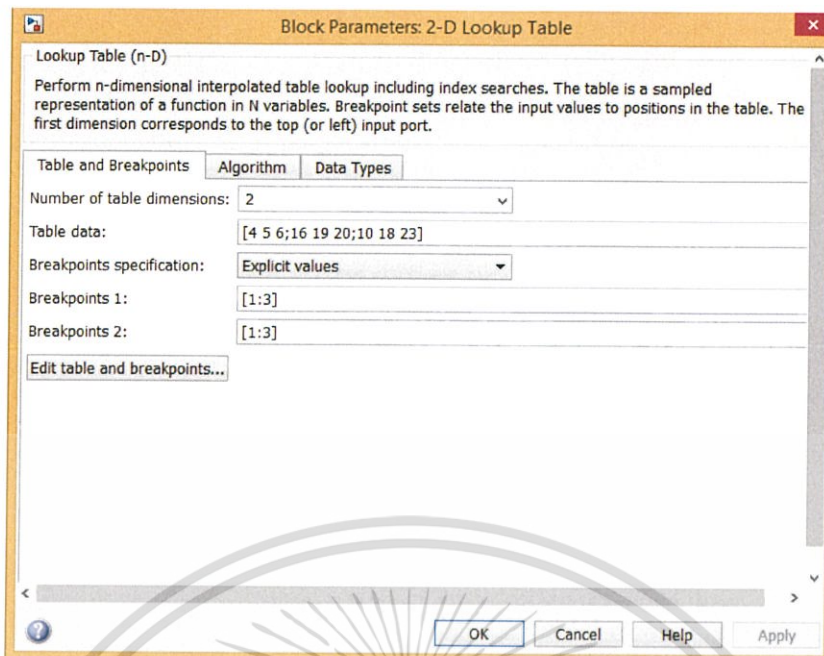 Block Parameters: 2-D Lookup Table
Lookup Table (n-D)
Perform n-dimensional interpolated table lookup including index searches. The table is a sampled
representation of a function in N variables. Breakpoint sets relate the input values to positions in the table. The
first dimension corresponds to the top (or left) input port.
Table and Breakpoints Algorithm Data Types
Number of table dimensions: 2
Table data: [4 5 6;16 19 20;10 18 23]
Breakpoints specification: Explicit values
Breakpoints 1: [1:3]
Breakpoints 2: [1:3]
Edit table and breakpoints...
OK Cancel Help Apply